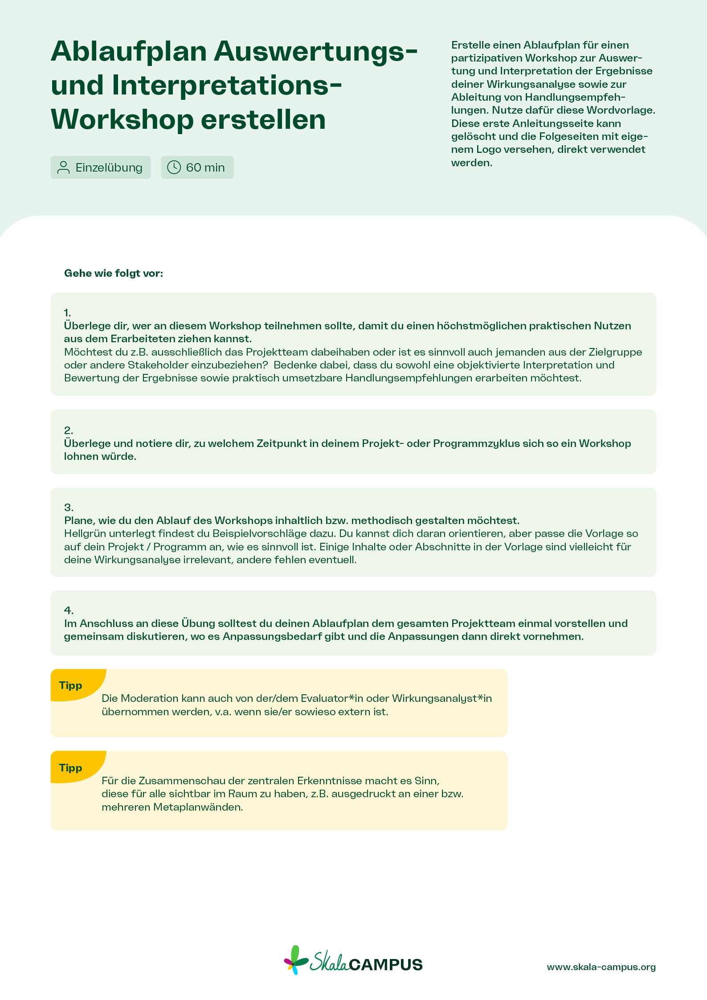 Ablaufplan Auswertungs-
und Interpretations-
Workshop erstellen
Einzelübung
60 min
Erstelle einen Ablaufplan für einen
partizipativen Workshop zur Auswer-
tung und Interpretation der Ergebnisse
deiner Wirkungsanalyse sowie zur
Ableitung von Handlungsempfeh-
lungen. Nutze dafür diese Wordvorlage.
Diese erste Anleitungsseite kann
gelöscht und die Folgeseiten mit eige-
nem Logo versehen, direkt verwendet
werden.
Gehe wie folgt vor:
1.
Überlege dir, wer an diesem Workshop teilnehmen sollte, damit du einen höchstmöglichen praktischen Nutzen
aus dem Erarbeiteten ziehen kannst.
Möchtest du z.B. ausschließlich das Projektteam dabeihaben oder ist es sinnvoll auch jemanden aus der Zielgruppe
oder andere Stakeholder einzubeziehen?  Bedenke dabei, dass du sowohl eine objektivierte Interpretation und
Bewertung der Ergebnisse sowie praktisch umsetzbare Handlungsempfehlungen erarbeiten möchtest.
2.
Überlege und notiere dir, zu welchem Zeitpunkt in deinem Projekt- oder Programmzyklus sich so ein Workshop
lohnen würde.
3.
Plane, wie du den Ablauf des Workshops inhaltlich bzw. methodisch gestalten möchtest.
Hellgrün unterlegt findest du Beispielvorschläge dazu. Du kannst dich daran orientieren, aber passe die Vorlage so
auf dein Projekt / Programm an, wie es sinnvoll ist. Einige Inhalte oder Abschnitte in der Vorlage sind vielleicht für
deine Wirkungsanalyse irrelevant, andere fehlen eventuell.
4.
Im Anschluss an diese Übung solltest du deinen Ablaufplan dem gesamten Projektteam einmal vorstellen und
gemeinsam diskutieren, wo es Anpassungsbedarf gibt und die Anpassungen dann direkt vornehmen.
Tipp
Die Moderation kann auch von der/dem Evaluator*in oder Wirkungsanalyst*in
übernommen werden, v.a. wenn sie/er sowieso extern ist.
Tipp
Für die Zusammenschau der zentralen Erkenntnisse macht es Sinn,
diese für alle sichtbar im Raum zu haben, z.B. ausgedruckt an einer bzw.
mehreren Metaplanwänden.
SkalaCAMPUS
www.skala-campus.org